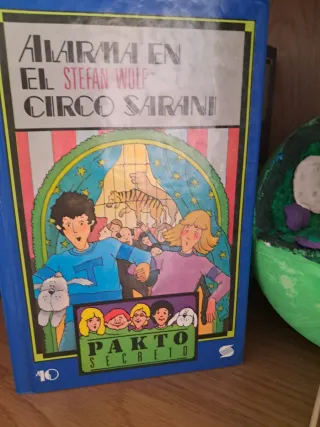 ALARMA EN
EL STEFAN WOLF
CIRCO SARANI
T
PAKTO
SECRETO
10
S